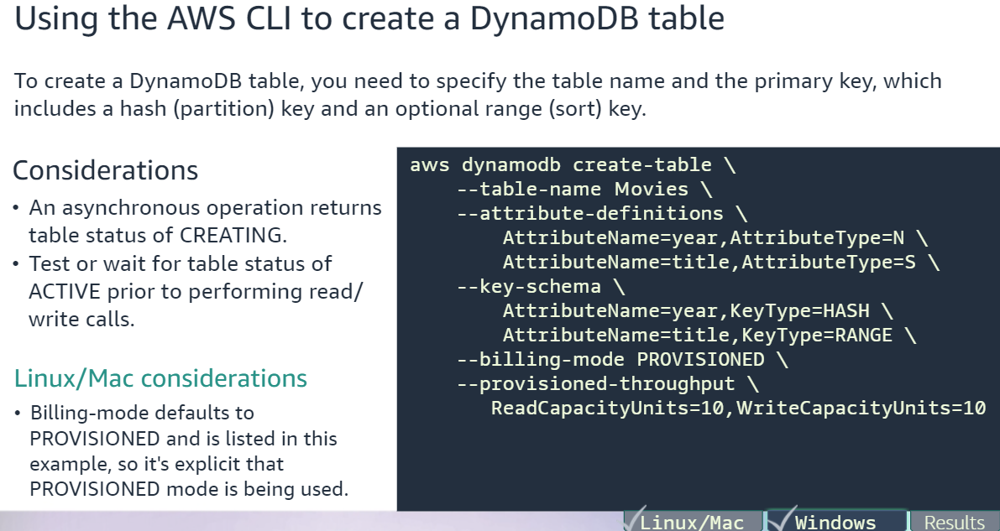 Using the AWS CLI to create a DynamoDB table
To create a DynamoDB table, you need to specify the table name and the primary key, which
includes a hash (partition) key and an optional range (sort) key.
Considerations
• An asynchronous operation returns
table status of CREATING.
• Test or wait for table status of
ACTIVE prior to performing read/
write calls.
Linux/Mac considerations
• Billing-mode defaults to
PROVISIONED and is listed in this
example, so it's explicit that
PROVISIONED mode is being used.
aws dynamodb create-table \
    --table-name Movies \
    --attribute-definitions \
        AttributeName=year,AttributeType=N \
        AttributeName=title,AttributeType=S \
    --key-schema \
        AttributeName=year,KeyType=HASH \
        AttributeName=title,KeyType=RANGE \
    --billing-mode PROVISIONED \
    --provisioned-throughput \
       ReadCapacityUnits=10,WriteCapacityUnits=10
Linux/Mac
Windows
Results